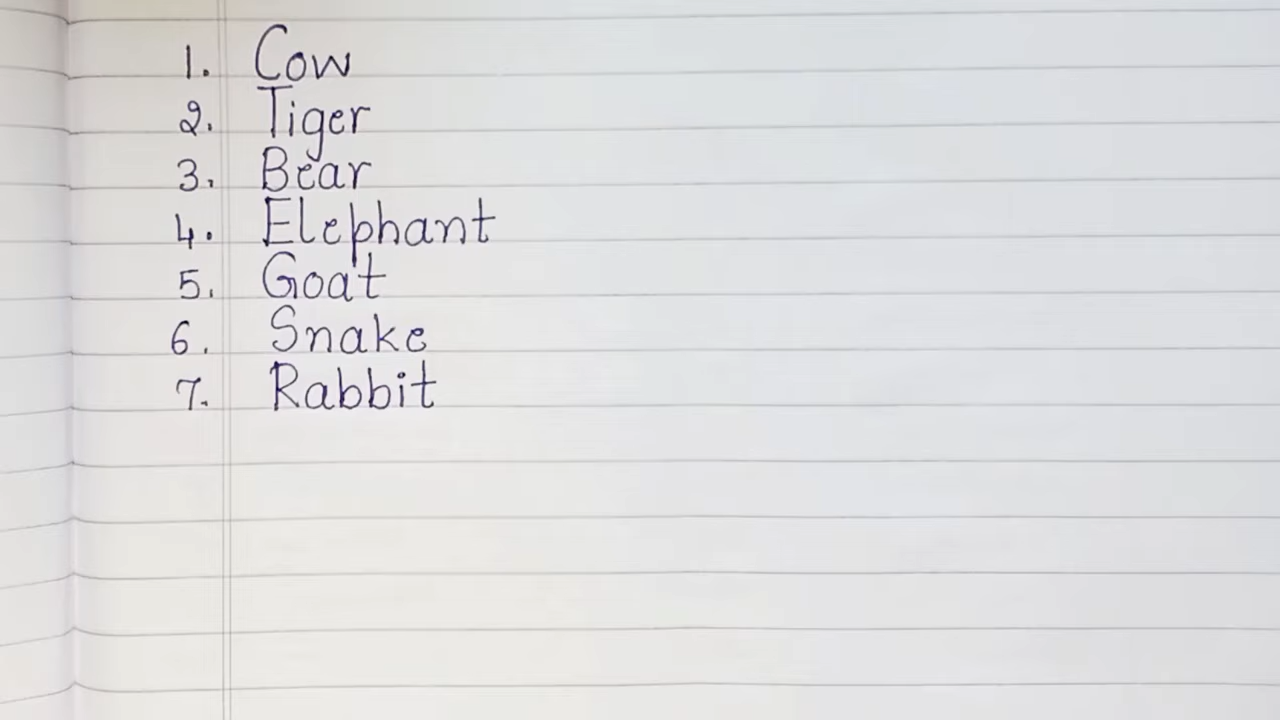 1. Cow
2. Tiger
3. Bear
4. Elephant
5. Goat
6. Snake
7. Rabbit